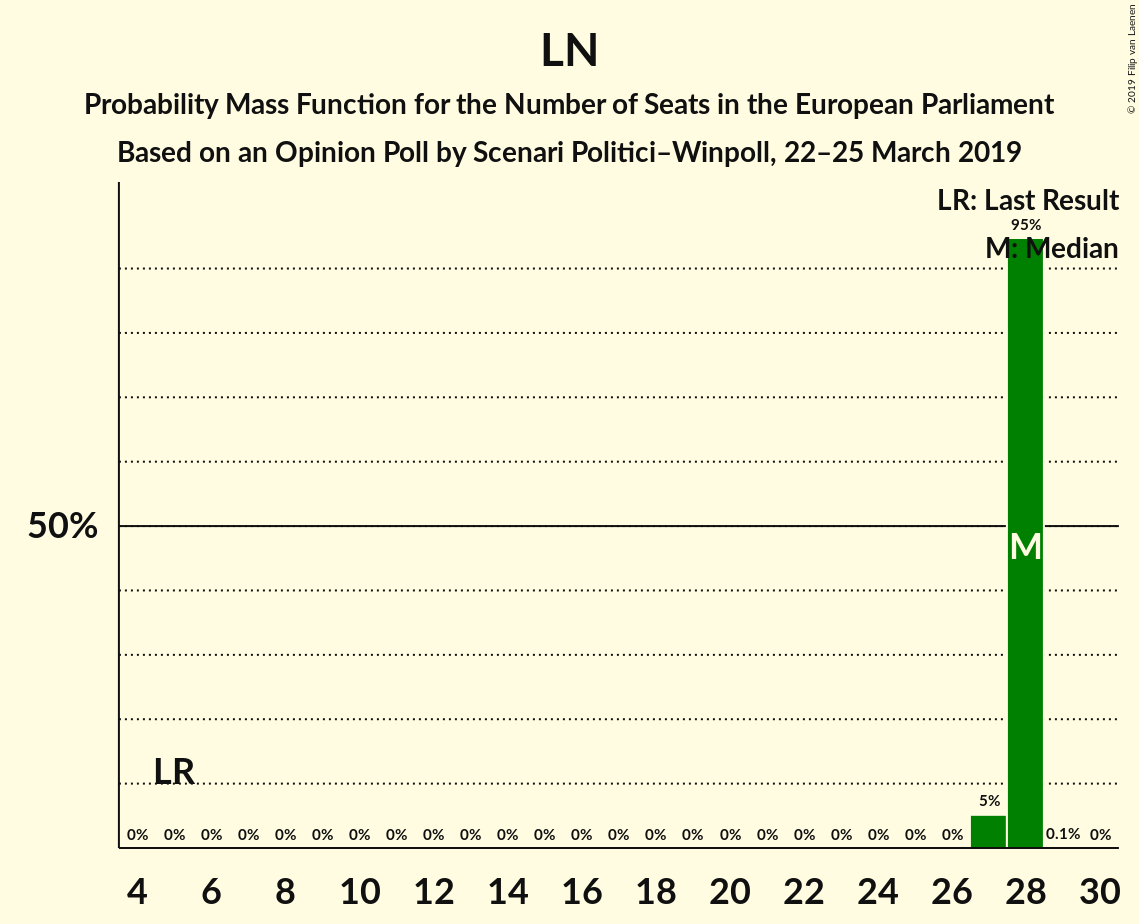 LN
Probability Mass Function for the Number of Seats in the European Parliament
Based on an Opinion Poll by Scenari Politici–Winpoll, 22–25 March 2019
© 2019 Filip van Laenen
LR: Last Result
95%
M: Median
50%
M
LR
5%
0% 0% 0% 0% 0% 0% 0% 0% 0% 0% 0% 0% 0% 0% 0% 0% 0% 0% 0% 0% 0% 0% 0% 0.1% 0%
4 6 8 10 12 14 16 18 20 22 24 26 28 30